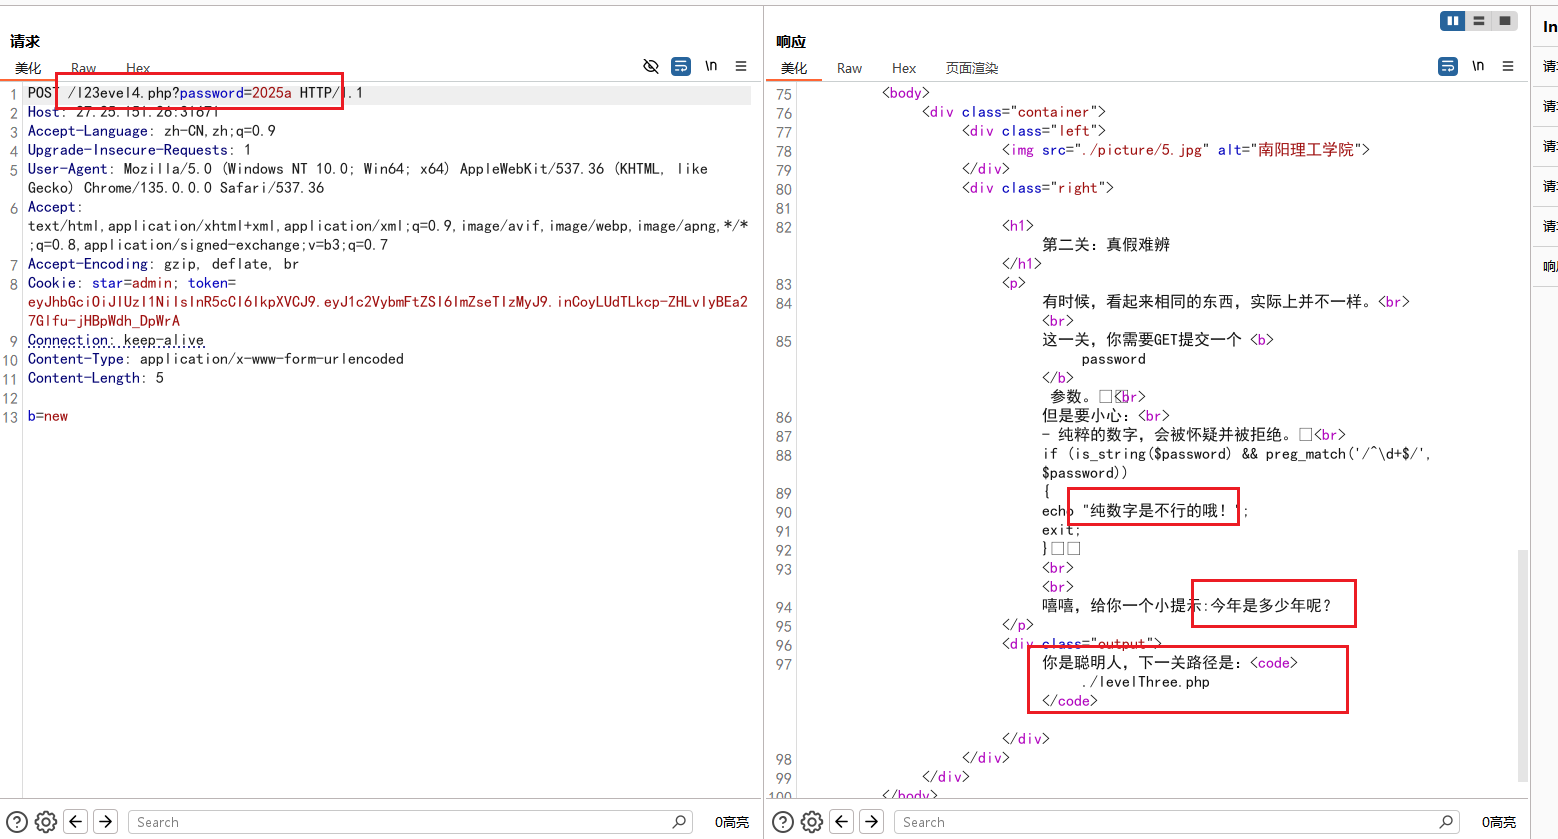 请求
美化 Raw Hex \n
1 POST /l23evel4.php?password=2025a HTTP/1.1
2 Host: 27.25.151.26:31671
3 Accept-Language: zh-CN,zh;q=0.9
4 Upgrade-Insecure-Requests: 1
5 User-Agent: Mozilla/5.0 (Windows NT 10.0; Win64; x64) AppleWebKit/537.36 (KHTML, like
Gecko) Chrome/135.0.0.0 Safari/537.36
6 Accept:
text/html,application/xhtml+xml,application/xml;q=0.9,image/avif,image/webp,image/apng,*/*
;q=0.8,application/signed-exchange;v=b3;q=0.7
7 Accept-Encoding: gzip, deflate, br
8 Cookie: star=admin; token=
eyJhbGciOiJIUzI1NiIsInR5cCI6IkpXVCJ9.eyJ1c2VybmFtZSI6ImZseTIzMyJ9.inCoyLUdTLkcp-ZHLvIyBEa2
7Glfu-jHBpWdh_DpWrA
9 Connection: keep-alive
10 Content-Type: application/x-www-form-urlencoded
11 Content-Length: 5
12
13 b=new
Search 0高亮
响应
美化 Raw Hex 页面渲染 \n
75 <body>
76 <div class="container">
77 <div class="left">
78 <img src="./picture/5.jpg" alt="南阳理工学院">
79 </div>
80 <div class="right">
81
82 <h1>
第二关：真假难辨
</h1>
83 <p>
84 有时候，看起来相同的东西，实际上并不一样。<br>
<br>
85 这一关，你需要GET提交一个 <b>
password
</b>
参数。<br>
86 但是要小心：<br>
87 - 纯粹的数字，会被怀疑并被拒绝。<br>
88 if (is_string($password) && preg_match('/^\d+$/',
$password))
89 {
90 echo "纯数字是不行的哦！";
91 exit;
92 }
93 <br>
<br>
94 嘻嘻，给你一个小提示:今年是多少年呢？
95 </p>
96 <div class="output">
97 你是聪明人，下一关路径是：<code>
./levelThree.php
</code>
</div>
98 </div>
99 </div>
100 </body>
Search 0高亮
In